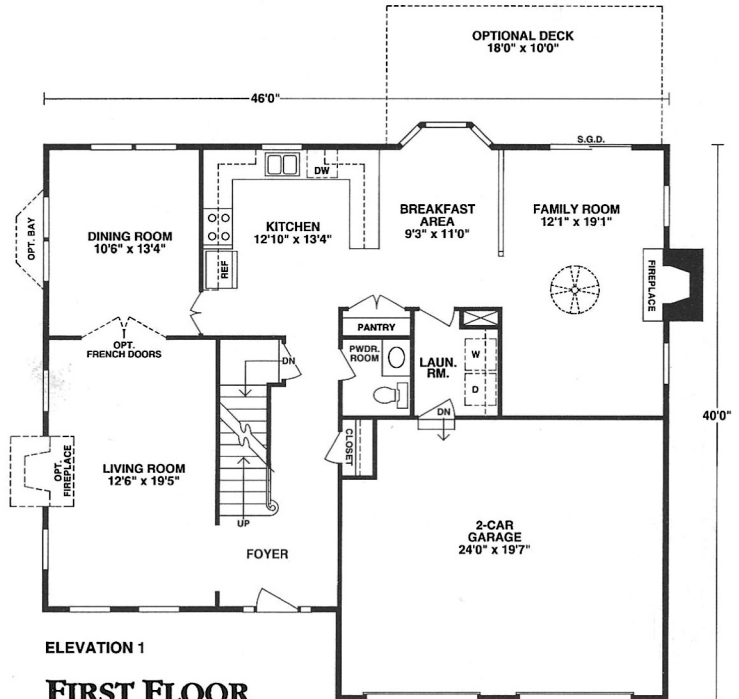 OPTIONAL DECK
18'0" x 10'0"
46'0"
S.G.D.
DW
OPT. BAY
DINING ROOM
10'6" x 13'4"
KITCHEN
12'10" x 13'4"
BREAKFAST
AREA
9'3" x 11'0"
FAMILY ROOM
12'1" x 19'1"
REF
FIREPLACE
OPT.
FRENCH DOORS
PANTRY
PWDR.
ROOM
LAUN.
RM.
W
D
DN
DN
40'0"
CLOSET
OPT.
FIREPLACE
LIVING ROOM
12'6" x 19'5"
UP
FOYER
2-CAR
GARAGE
24'0" x 19'7"
ELEVATION 1
FIRST FLOOR